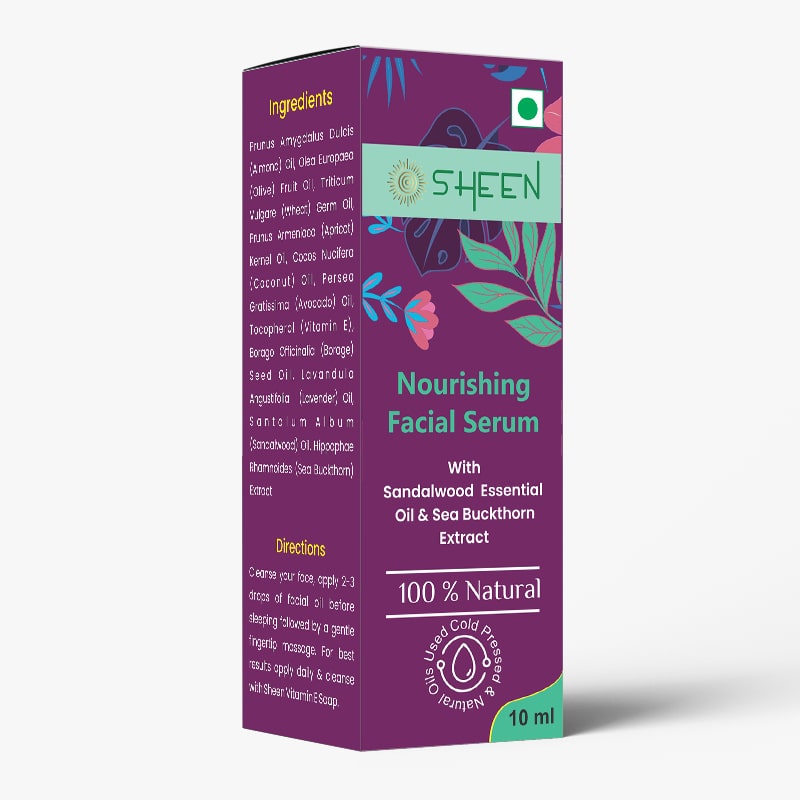 Ingredients
Prunus Amygdalus Dulcis
(Almond) Oil, Olea Europaea
(Olive) Fruit Oil, Triticum
Vulgare (Wheat) Germ Oil,
Prunus Armeniaca (Apricot)
Kernel Oil, Cocos Nucifera
(Coconut) Oil, Persea
Gratissima (Avocado) Oil,
Tocopherol (Vitamin E),
Borago Officinalic (Borage)
Seed Oil. Lavandula
Angustifolia (Lavender) Oil,
Santalum Album
(Sandalwood) Oil. Hippophae
Rhamnoides (Sea Buckthorn)
Extract
Directions
Cleanse your face, apply 2-3
drops of facial oil before
sleeping followed by a gentle
fingertip massage. For best
results apply daily & cleanse
with Sheen Vitamin E Soap.
SHEEN
Nourishing
Facial Serum
With
Sandalwood Essential
Oil & Sea Buckthorn
Extract
100 % Natural
Used Cold Pressed & Natural Oils
10 ml